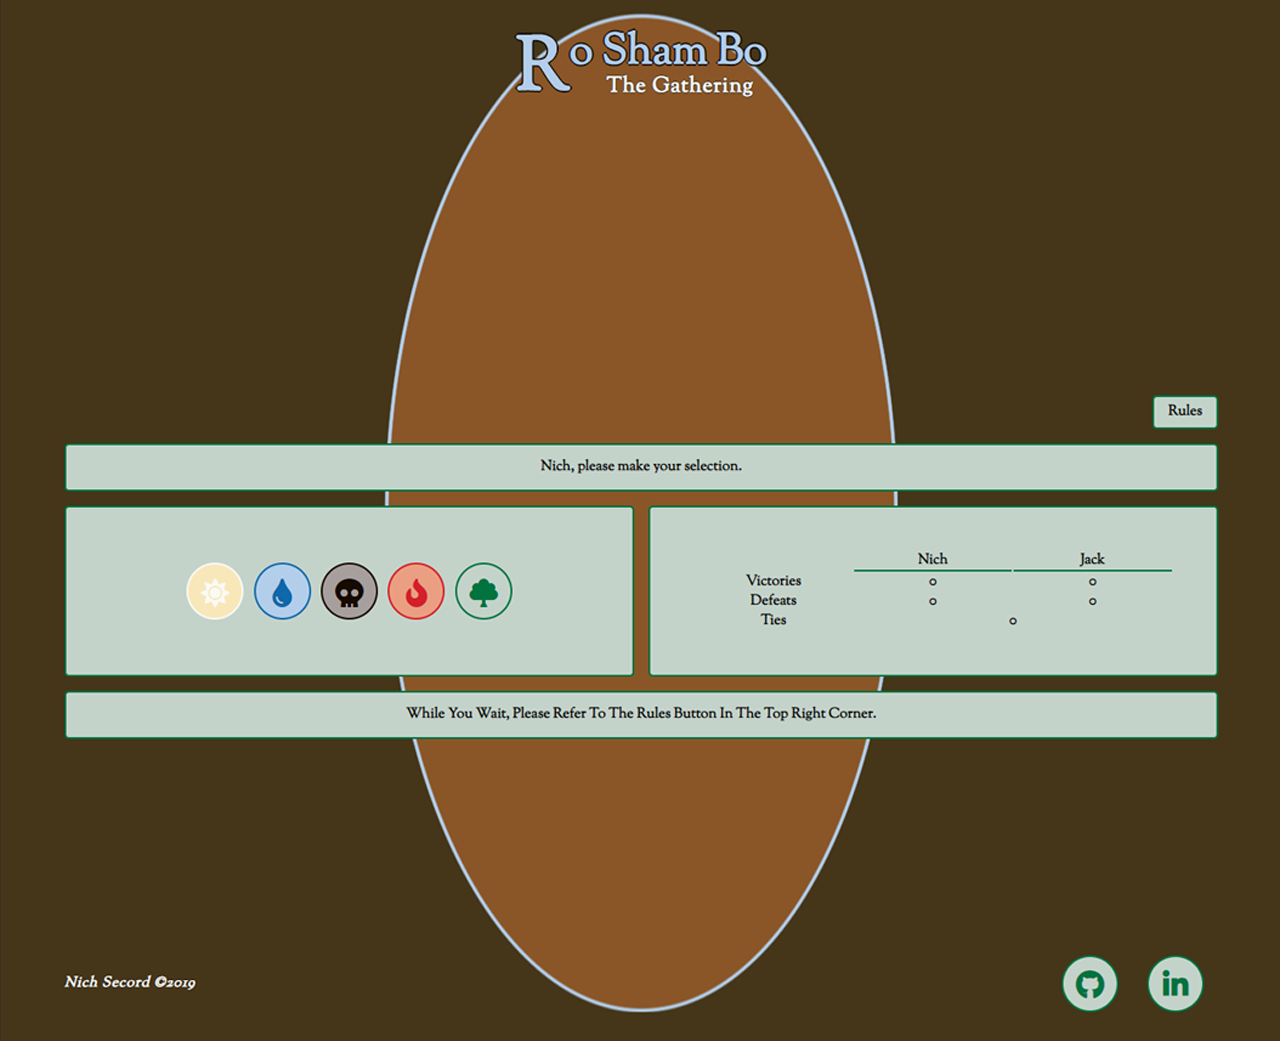 Ro Sham Bo
The Gathering
Rules
Nich, please make your selection.
Nich Jack
Victories 0 0
Defeats 0 0
Ties 0
While You Wait, Please Refer To The Rules Button In The Top Right Corner.
Nich Secord ©2019
in